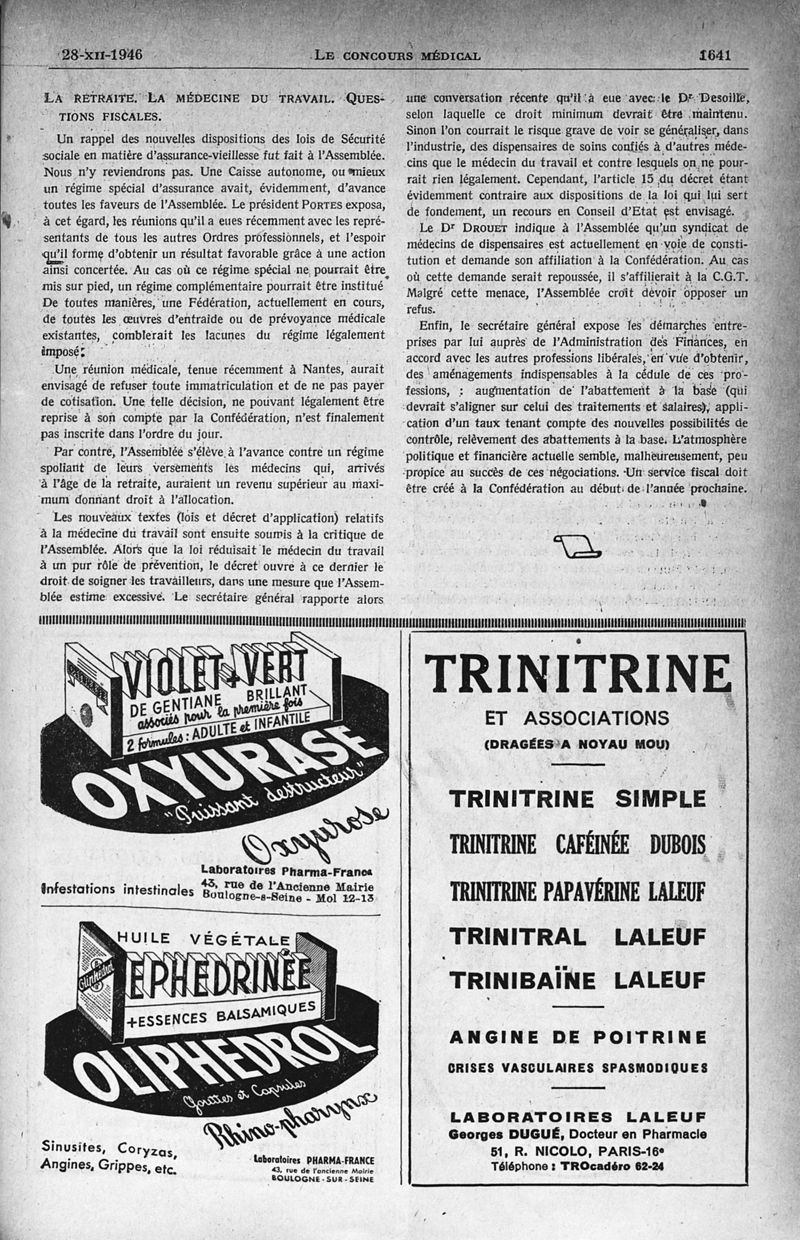 28-XII-1946
LE CONCOURS MÉDICAL
1641
LA RETRAITE. LA MÉDECINE DU TRAVAIL. QUES-
TIONS FISCALES.
Un rappel des nouvelles dispositions des lois de Sécurité
sociale en matière d'assurance-vieillesse fut fait à l'Assemblée.
Nous n'y reviendrons pas. Une Caisse autonome, ou mieux
un régime spécial d'assurance avait, évidemment, d'avance
toutes les faveurs de l'Assemblée. Le président PORTES exposa,
à cet égard, les réunions qu'il a eues récemment avec les repré-
sentants de tous les autres Ordres professionnels, et l'espoir
qu'il forme d'obtenir un résultat favorable grâce à une action
ainsi concertée. Au cas où ce régime spécial ne pourrait être
mis sur pied, un régime complémentaire pourrait être institué
De toutes manières, une Fédération, actuellement en cours,
de toutes les œuvres d'entraide ou de prévoyance médicale
existantes, comblerait les lacunes du régime légalement
imposé.
Une réunion médicale, tenue récemment à Nantes, aurait
envisagé de refuser toute immatriculation et de ne pas payer
de cotisation. Une telle décision, ne pouvant légalement être
reprise à son compte par la Confédération, n'est finalement
pas inscrite dans l'ordre du jour.
Par contre, l'Assemblée s'élève à l'avance contre un régime
spoliant de leurs versements les médecins qui, arrivés
à l'âge de la retraite, auraient un revenu supérieur au maxi-
mum donnant droit à l'allocation.
Les nouveaux textes (lois et décret d'application) relatifs
à la médecine du travail sont ensuite soumis à la critique de
l'Assemblée. Alors que la loi réduisait le médecin du travail
à un pur rôle de prévention, le décret ouvre à ce dernier le
droit de soigner les travailleurs, dans une mesure que l'Assem-
blée estime excessive. Le secrétaire général rapporte alors
une conversation récente qu'il a eue avec le Dr Desoille,
selon laquelle ce droit minimum devrait être maintenu.
Sinon l'on courrait le risque grave de voir se généraliser, dans
l'industrie, des dispensaires de soins confiés à d'autres méde-
cins que le médecin du travail et contre lesquels on ne pour-
rait rien légalement. Cependant, l'article 15 du décret étant
évidemment contraire aux dispositions de la loi qui lui sert
de fondement, un recours en Conseil d'Etat est envisagé.
Le Dr DROUET indique à l'Assemblée qu'un syndicat de
médecins de dispensaires est actuellement en voie de consti-
tution et demande son affiliation à la Confédération. Au cas
où cette demande serait repoussée, il s'affilierait à la C.G.T.
Malgré cette menace, l'Assemblée croit devoir opposer un
refus.
Enfin, le secrétaire général expose les démarches entre-
prises par lui auprès de l'Administration des Finances, en
accord avec les autres professions libérales, en vue d'obtenir,
des aménagements indispensables à la cédule de ces pro-
fessions, : augmentation de l'abattement à la base (qui
devrait s'aligner sur celui des traitements et salaires), appli-
cation d'un taux tenant compte des nouvelles possibilités de
contrôle, relèvement des abattements à la base. L'atmosphère
politique et financière actuelle semble, malheureusement, peu
propice au succès de ces négociations. Un service fiscal doit
être créé à la Confédération au début de l'année prochaine.
VIOLET + VERT
DE GENTIANE BRILLANT
associés pour la première fois
2 formules : ADULTE et INFANTILE
OXYURASE
"Puissant destructeur"
Oxyurose
Infestations intestinales
Laboratoires Pharma-France
43, rue de l'Ancienne Mairie
Boulogne-s-Seine - Mol 12-13
HUILE VÉGÉTALE
EPHEDRINÉE
+ESSENCES BALSAMIQUES
Oliphédrol
OLIPHEDROL
Gouttes et Capsules
Rhino-pharynx
Sinusites, Coryzas,
Angines, Grippes, etc.
Laboratoires PHARMA-FRANCE
43, rue de l'ancienne Mairie
BOULOGNE - SUR - SEINE
TRINITRINE
ET ASSOCIATIONS
(DRAGÉES A NOYAU MOU)
TRINITRINE SIMPLE
TRINITRINE CAFÉINÉE DUBOIS
TRINITRINE PAPAVÉRINE LALEUF
TRINITRAL LALEUF
TRINIBAÏNE LALEUF
ANGINE DE POITRINE
CRISES VASCULAIRES SPASMODIQUES
LABORATOIRES LALEUF
Georges DUGUÉ, Docteur en Pharmacie
51, R. NICOLO, PARIS-16e
Téléphone : TROcadéro 62-24